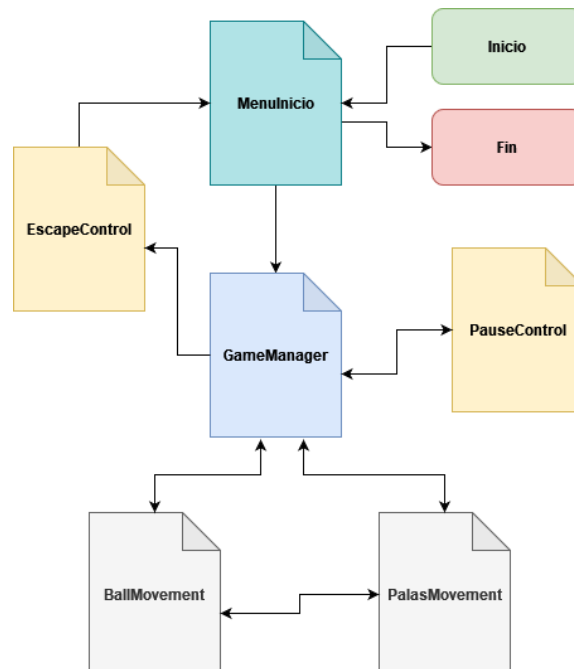 Inicio
MenuInicio
Fin
EscapeControl
PauseControl
GameManager
BallMovement
PalasMovement